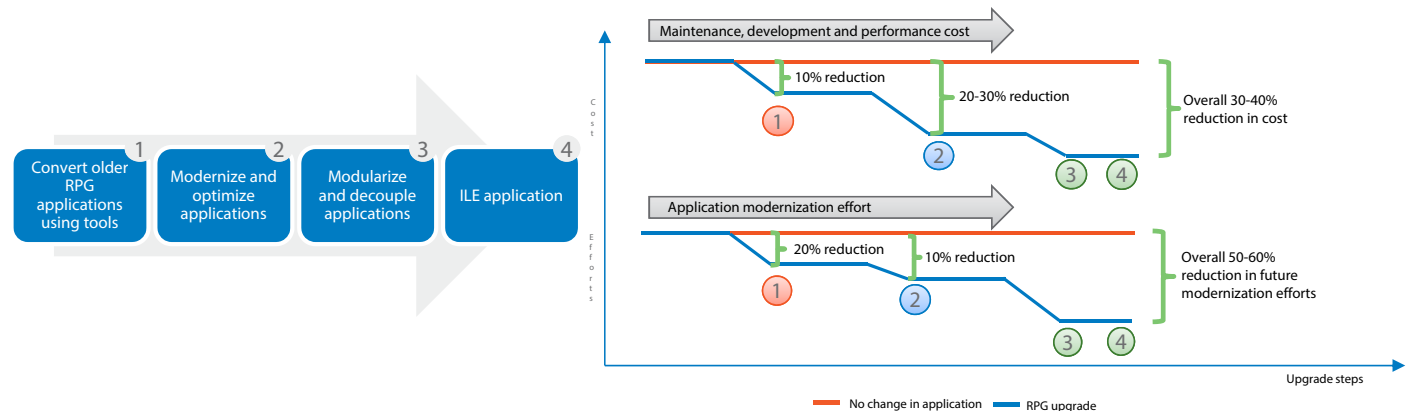 1
Convert older
RPG
applications
using tools
2
Modernize and
optimize
applications
3
Modularize
and decouple
applications
4
ILE application
Cost
Maintenance, development and performance cost
10% reduction
20-30% reduction
Overall 30-40%
reduction in cost
1
2
3
4
Efforts
Application modernization effort
20% reduction
10% reduction
Overall 50-60%
reduction in future
modernization efforts
1
2
3
4
Upgrade steps
No change in application
RPG upgrade